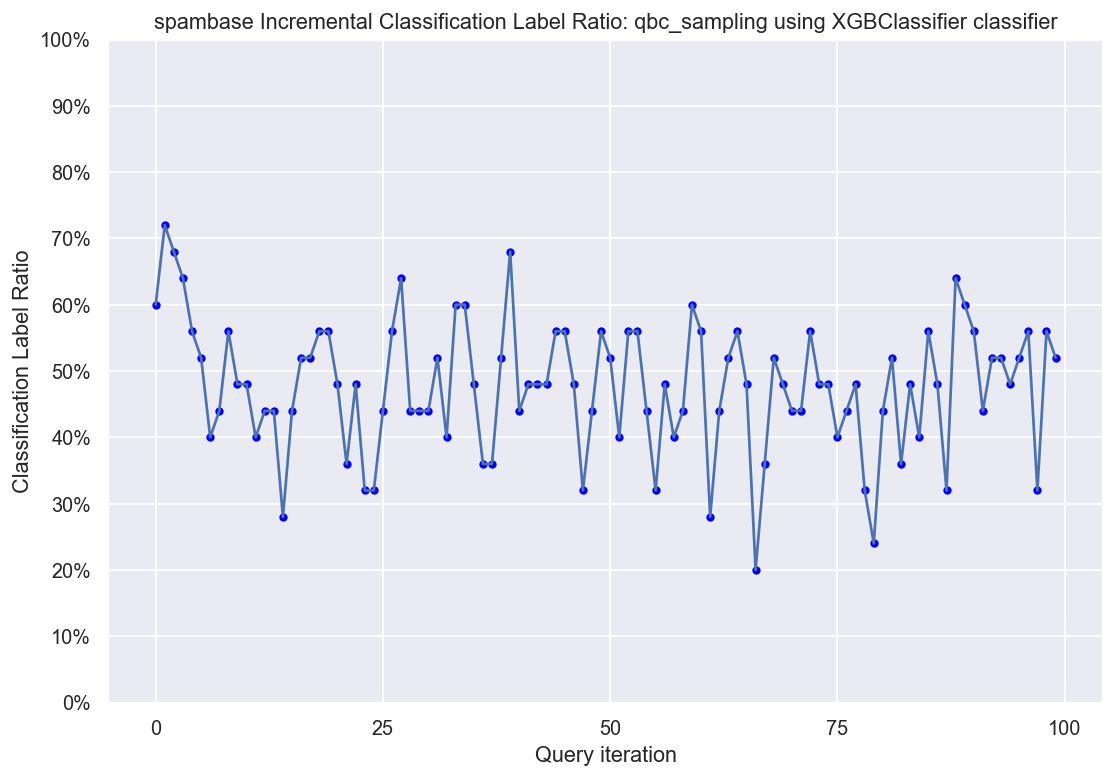 spambase Incremental Classification Label Ratio: qbc_sampling using XGBClassifier classifier
100%
90%
80%
70%
60%
50%
40%
30%
20%
10%
0%
Classification Label Ratio
0 25 50 75 100
Query iteration